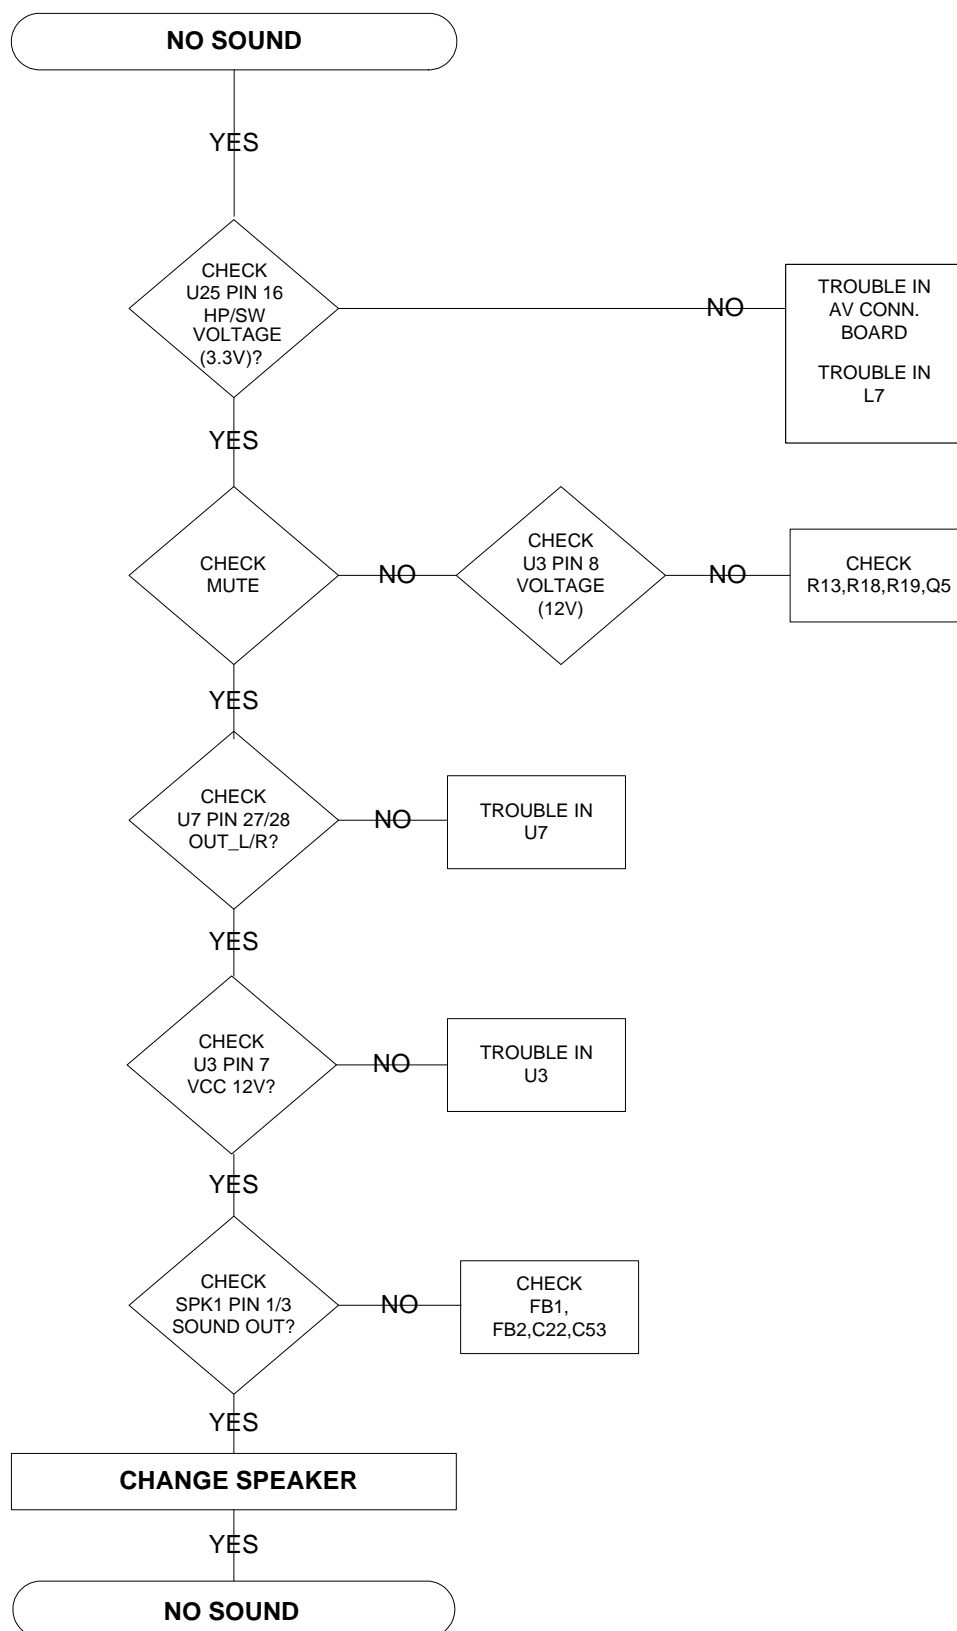 NO SOUND
YES
CHECK
U25 PIN 16
HP/SW
VOLTAGE
(3.3V)?
NO
TROUBLE IN
AV CONN.
BOARD
TROUBLE IN
L7
YES
CHECK
MUTE
NO
CHECK
U3 PIN 8
VOLTAGE
(12V)
NO
CHECK
R13,R18,R19,Q5
YES
CHECK
U7 PIN 27/28
OUT_L/R?
NO
TROUBLE IN
U7
YES
CHECK
U3 PIN 7
VCC 12V?
NO
TROUBLE IN
U3
YES
CHECK
SPK1 PIN 1/3
SOUND OUT?
NO
CHECK
FB1,
FB2,C22,C53
YES
CHANGE SPEAKER
YES
NO SOUND